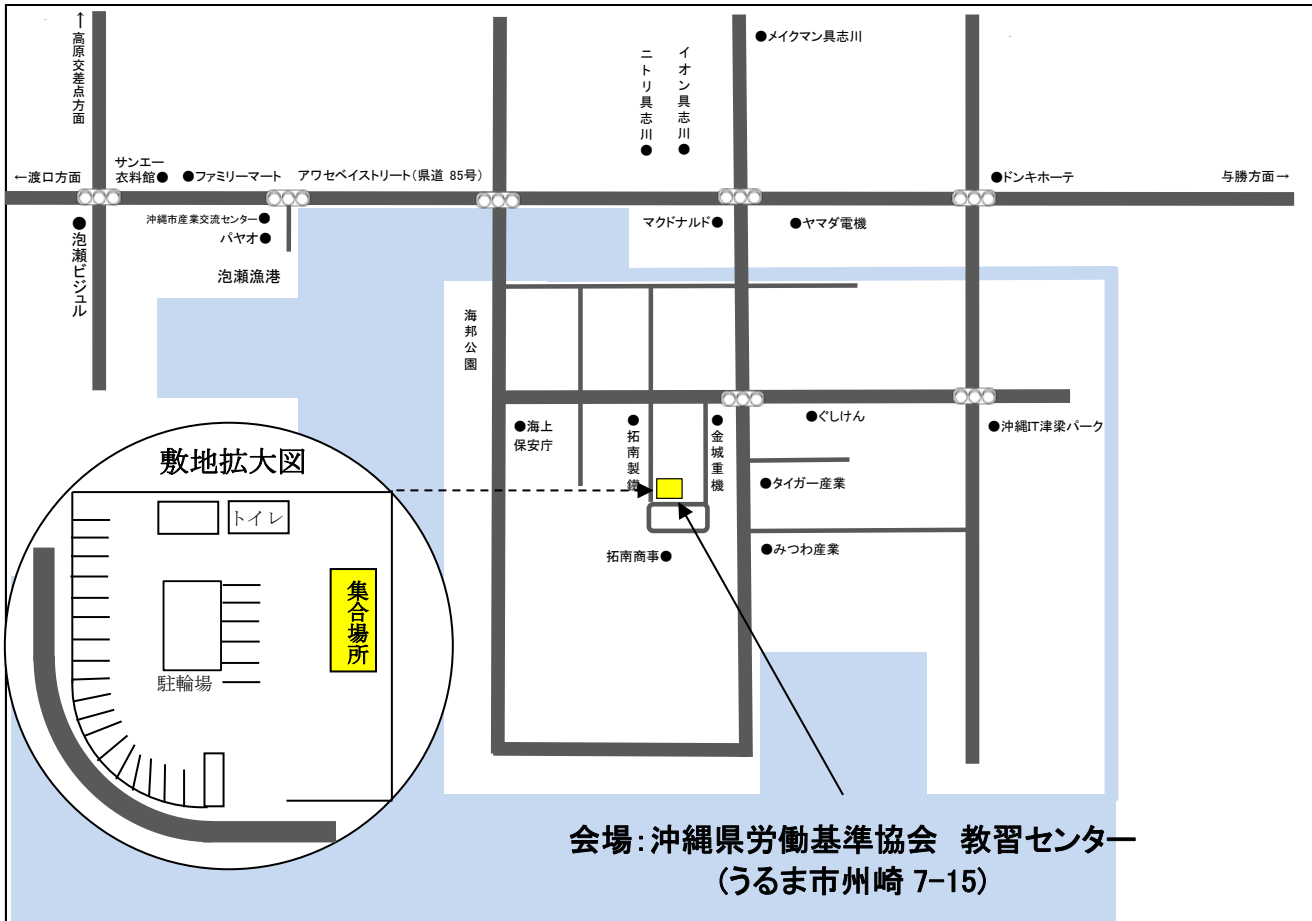 ↑高原交差点方面
ニトリ具志川●
イオン具志川●
●メイクマン具志川
←渡口方面
サンエー
衣料館●
●ファミリーマート
アワセベイストリート(県道 85号)
●ドンキホーテ
与勝方面→
●泡瀬ビジュル
沖縄市産業交流センター●
パヤオ●
泡瀬漁港
マクドナルド●
●ヤマダ電機
海邦公園
●海上
保安庁
●拓南製鐵
●金城重機
●ぐしけん
●沖縄IT津梁パーク
●タイガー産業
●みつわ産業
拓南商事●
敷地拡大図
トイレ
集合場所
駐輪場
会場:沖縄県労働基準協会 教習センター
(うるま市州崎 7-15)